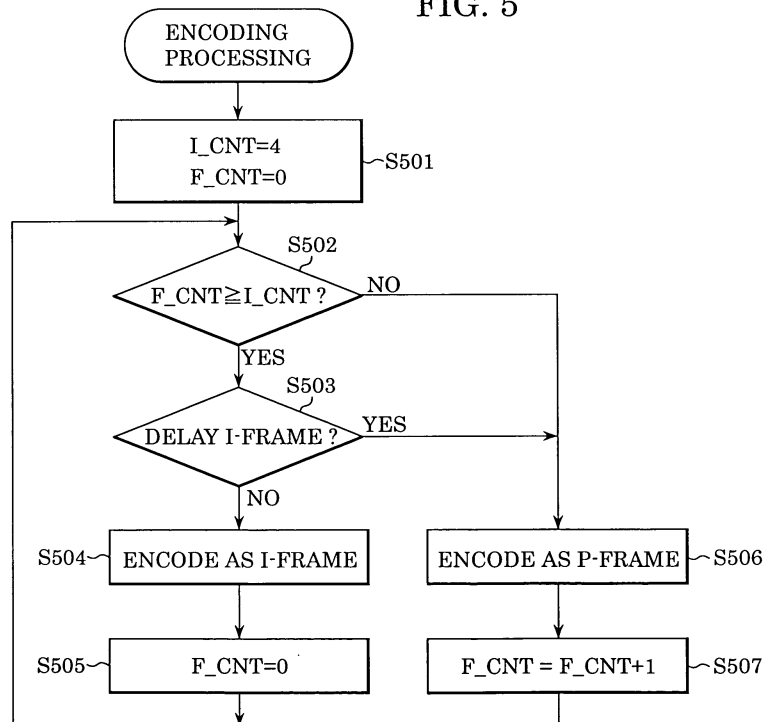 FIG. 5
ENCODING
PROCESSING
I_CNT=4
F_CNT=0
S501
S502
F_CNT≧I_CNT ?
NO
YES
S503
DELAY I-FRAME ?
YES
NO
S504
ENCODE AS I-FRAME
ENCODE AS P-FRAME
S506
S505
F_CNT=0
F_CNT = F_CNT+1
S507